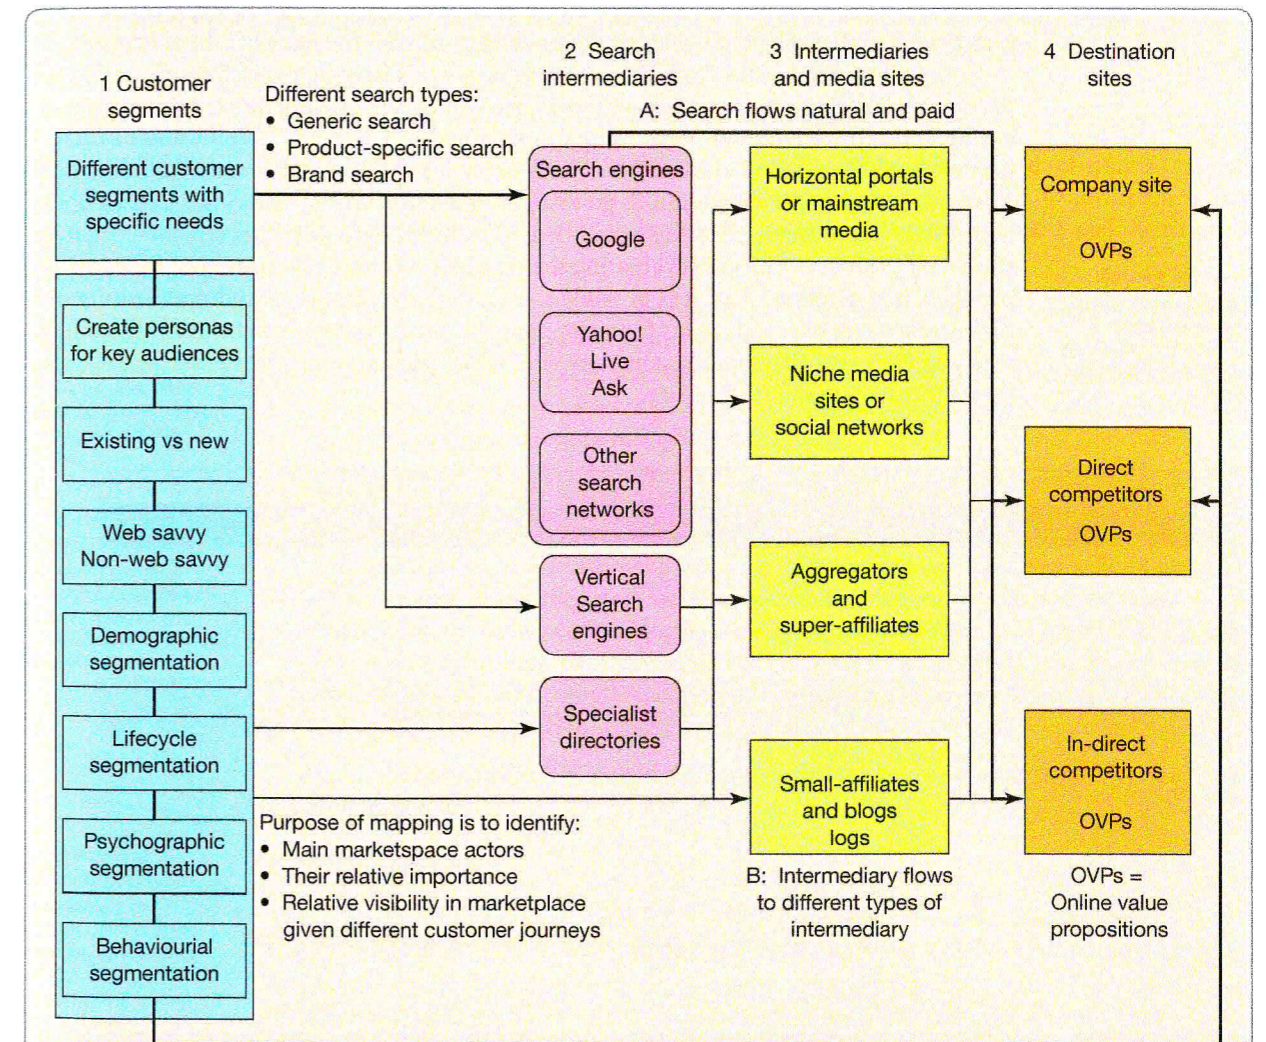 1 Customer
segments
Different customer
segments with
specific needs
Create personas
for key audiences
Existing vs new
Web savvy
Non-web savvy
Demographic
segmentation
Lifecycle
segmentation
Psychographic
segmentation
Behaviourial
segmentation
Different search types:
• Generic search
• Product-specific search
• Brand search
Purpose of mapping is to identify:
• Main marketspace actors
• Their relative importance
• Relative visibility in marketplace
given different customer journeys
2 Search
intermediaries
A: Search flows natural and paid
Search engines
Google
Yahoo!
Live
Ask
Other
search
networks
Vertical
Search
engines
Specialist
directories
3 Intermediaries
and media sites
Horizontal portals
or mainstream
media
Niche media
sites or
social networks
Aggregators
and
super-affiliates
Small-affiliates
and blogs
logs
B: Intermediary flows
to different types of
intermediary
4 Destination
sites
Company site
OVPs
Direct
competitors
OVPs
In-direct
competitors
OVPs
OVPs =
Online value
propositions